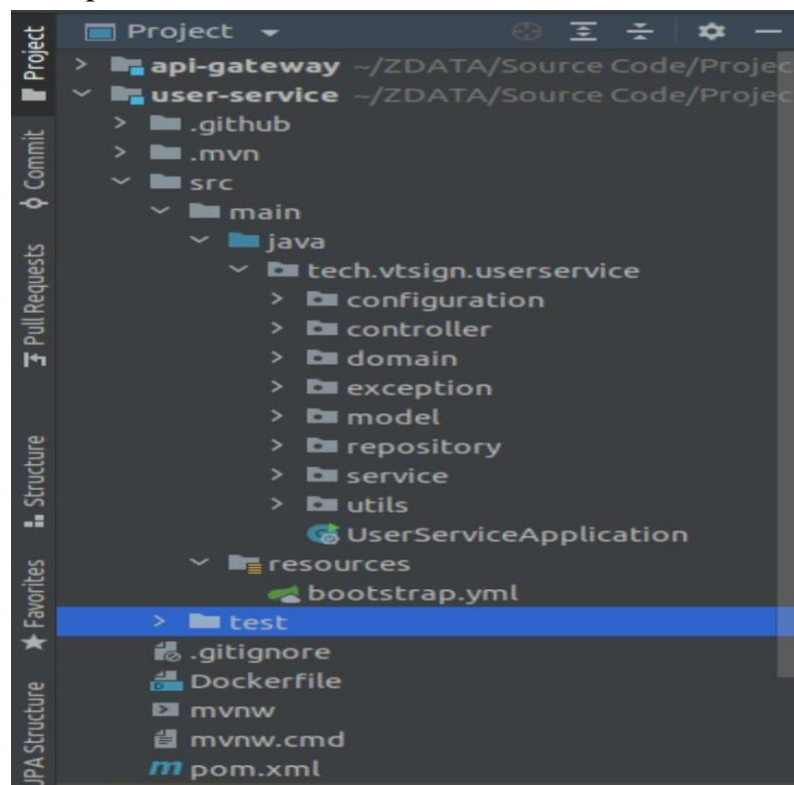 Project
api-gateway ~/ZDATA/Source Code/Projec
user-service ~/ZDATA/Source Code/Projec
.github
.mvn
src
main
java
tech.vtsign.userservice
configuration
controller
domain
exception
model
repository
service
utils
UserServiceApplication
resources
bootstrap.yml
test
.gitignore
Dockerfile
mvnw
mvnw.cmd
pom.xml
Project
Commit
Pull Requests
Structure
Favorites
JPA Structure